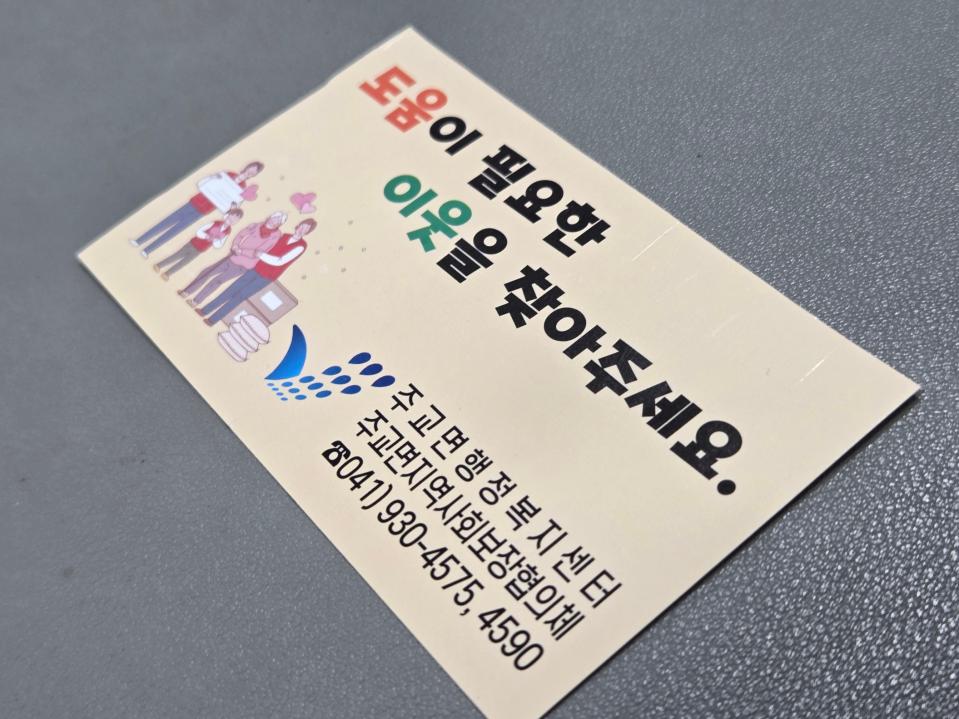 도움이 필요한
이웃을 찾아주세요.
주교면행정복지센터
주교면지역사회보장협의체
☎041) 930-4575, 4590